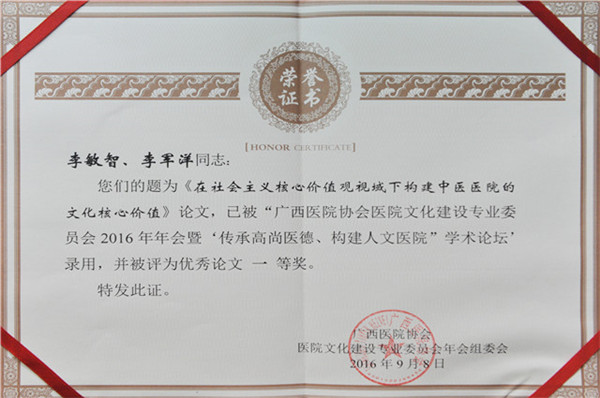 荣誉
证书
[HONOR CERTIFICATE]
李敏智、李军洋同志：
您们的题为《在社会主义核心价值观视域下构建中医医院的
文化核心价值》论文，已被“广西医院协会医院文化建设专业委
员会2016年年会暨‘传承高尚医德、构建人文医院”学术论坛’
录用，并被评为优秀论文 一 等奖。
特发此证。
广西医院协会
医院文化建设专业委员会年会组委会
2016年9月8日